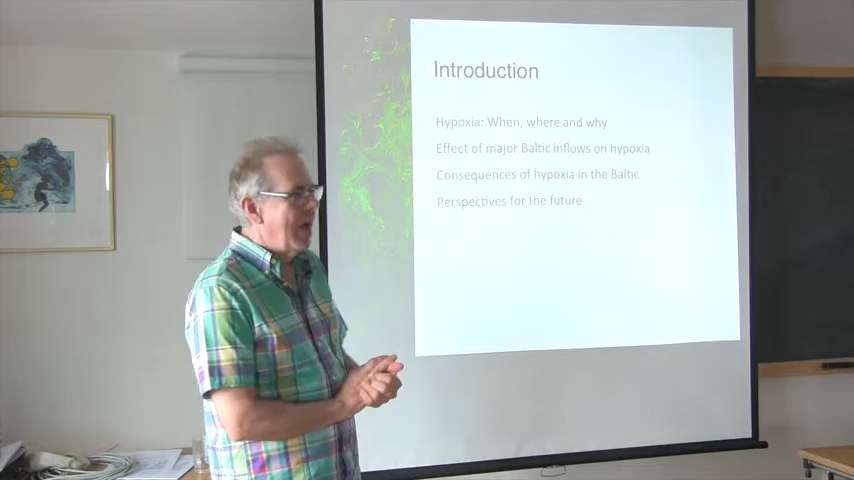 Introduction
Hypoxia: When, where and why
Effect of major Baltic inflows on hypoxia
Consequences of hypoxia in the Baltic
Perspectives for the future